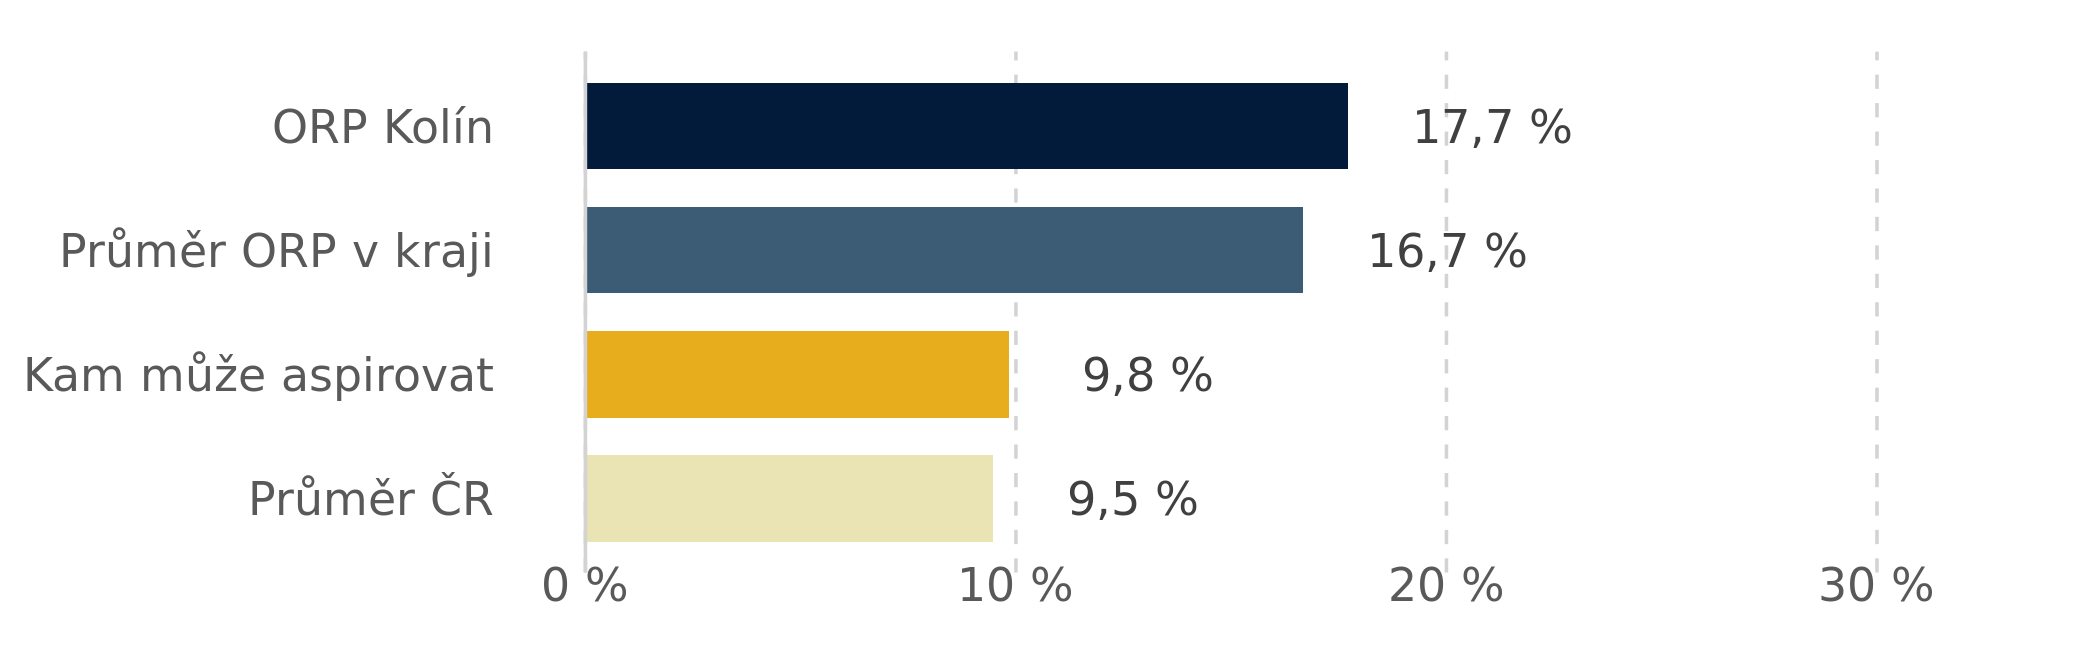 ORP Kolín 17,7 %
Průměr ORP v kraji 16,7 %
Kam může aspirovat 9,8 %
Průměr ČR 9,5 %
0 % 10 % 20 % 30 %